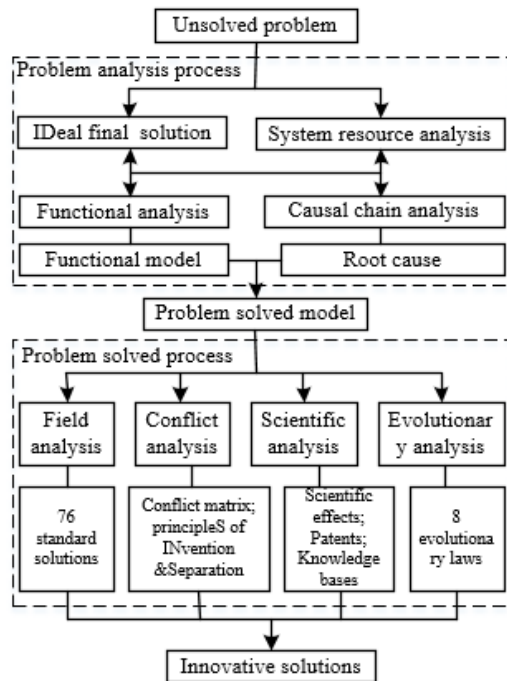 Unsolved problem
Problem analysis process
IDeal final solution
System resource analysis
Functional analysis
Causal chain analysis
Functional model
Root cause
Problem solved model
Problem solved process
Field
analysis
Conflict
analysis
Scientific
analysis
Evolutionar
y analysis
76
standard
solutions
Conflict matrix;
principleS of
INvention
&Separation
Scientific
effects;
Patents;
Knowledge
bases
8
evolutiona
ry laws
Innovative solutions